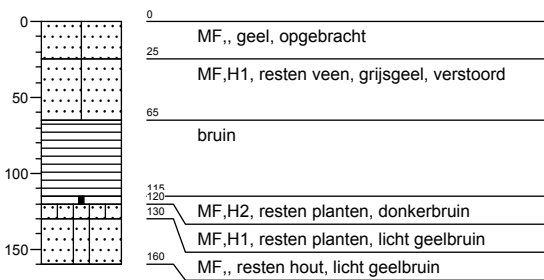 0
0
MF,, geel, opgebracht
25
MF,H1, resten veen, grijsgeel, verstoord
50
65
bruin
100
115
120
MF,H2, resten planten, donkerbruin
130
MF,H1, resten planten, licht geelbruin
150
160
MF,, resten hout, licht geelbruin